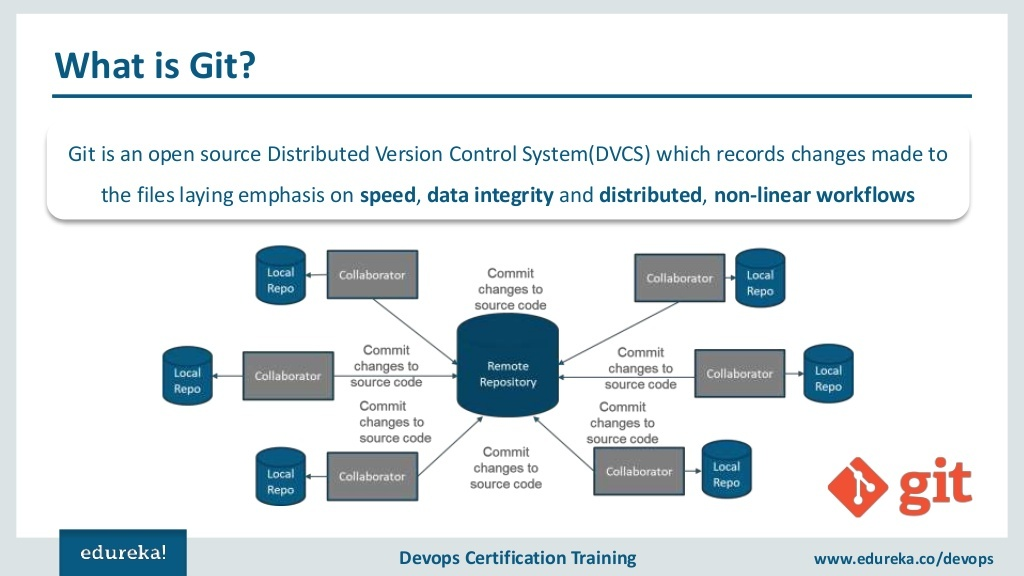 What is Git?
Git is an open source Distributed Version Control System(DVCS) which records changes made to
the files laying emphasis on speed, data integrity and distributed, non-linear workflows
Local
Repo
Collaborator
Commit
changes to
source code
Collaborator
Local
Repo
Local
Repo
Collaborator
Commit
changes to
source code
Remote
Repository
Commit
changes to
source code
Collaborator
Local
Repo
Commit
changes to
source code
Commit
changes to
source code
Local
Repo
Collaborator
Commit
changes to
source code
Collaborator
Local
Repo
git
edureka!
Devops Certification Training
www.edureka.co/devops